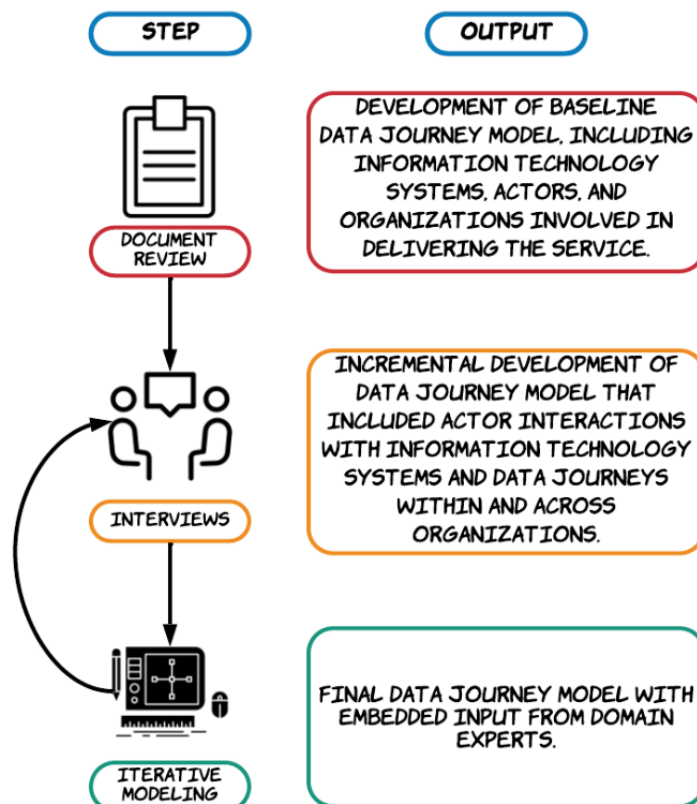 STEP
OUTPUT
DOCUMENT
REVIEW
DEVELOPMENT OF BASELINE
DATA JOURNEY MODEL, INCLUDING
INFORMATION TECHNOLOGY
SYSTEMS, ACTORS, AND
ORGANIZATIONS INVOLVED IN
DELIVERING THE SERVICE.
INTERVIEWS
INCREMENTAL DEVELOPMENT OF
DATA JOURNEY MODEL THAT
INCLUDED ACTOR INTERACTIONS
WITH INFORMATION TECHNOLOGY
SYSTEMS AND DATA JOURNEYS
WITHIN AND ACROSS
ORGANIZATIONS.
ITERATIVE
MODELING
FINAL DATA JOURNEY MODEL WITH
EMBEDDED INPUT FROM DOMAIN
EXPERTS.